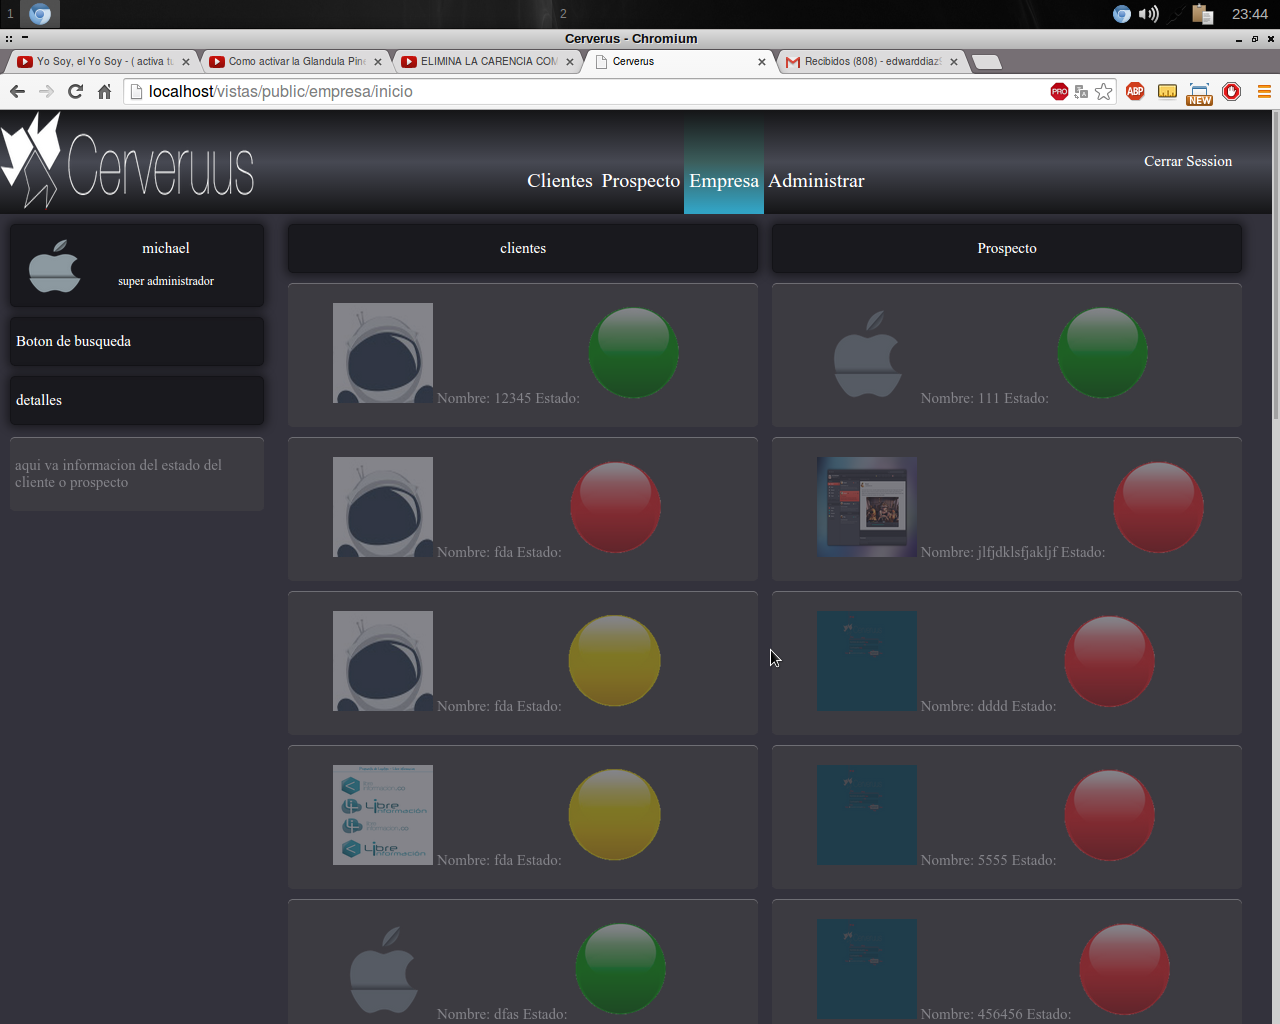 1
2
23:44
Cerverus - Chromium
Yo Soy, el Yo Soy - ( activa tu
Como activar la Glandula Pine
ELIMINA LA CARENCIA COM
Cerverus
Recibidos (808) - edwarddiaz
localhost/vistas/public/empresa/inicio
PRO
ABP
NEW
Cerveruus
Clientes Prospecto Empresa Administrar
Cerrar Session
michael
super administrador
Boton de busqueda
detalles
aqui va informacion del estado del
cliente o prospecto
clientes
Nombre: 12345 Estado:
Nombre: fda Estado:
Nombre: fda Estado:
Libre
información
Libre
información
Nombre: fda Estado:
Nombre: dfas Estado:
Prospecto
Nombre: 111 Estado:
Nombre: jlfjdklsfjakljf Estado:
Nombre: dddd Estado:
Nombre: 5555 Estado:
Nombre: 456456 Estado: